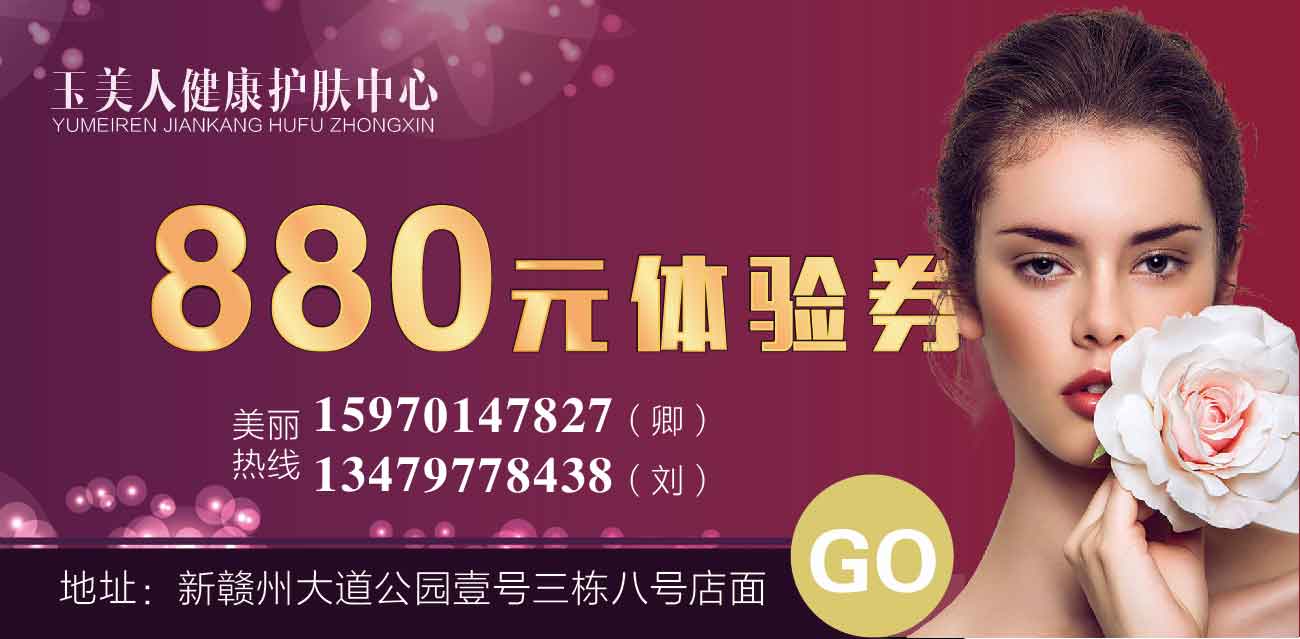 玉美人健康护肤中心
YUMEIREN JIANKANG HUFU ZHONGXIN
880元体验券
美丽热线
15970147827（卿）
13479778438（刘）
GO
地址：新赣州大道公园壹号三栋八号店面